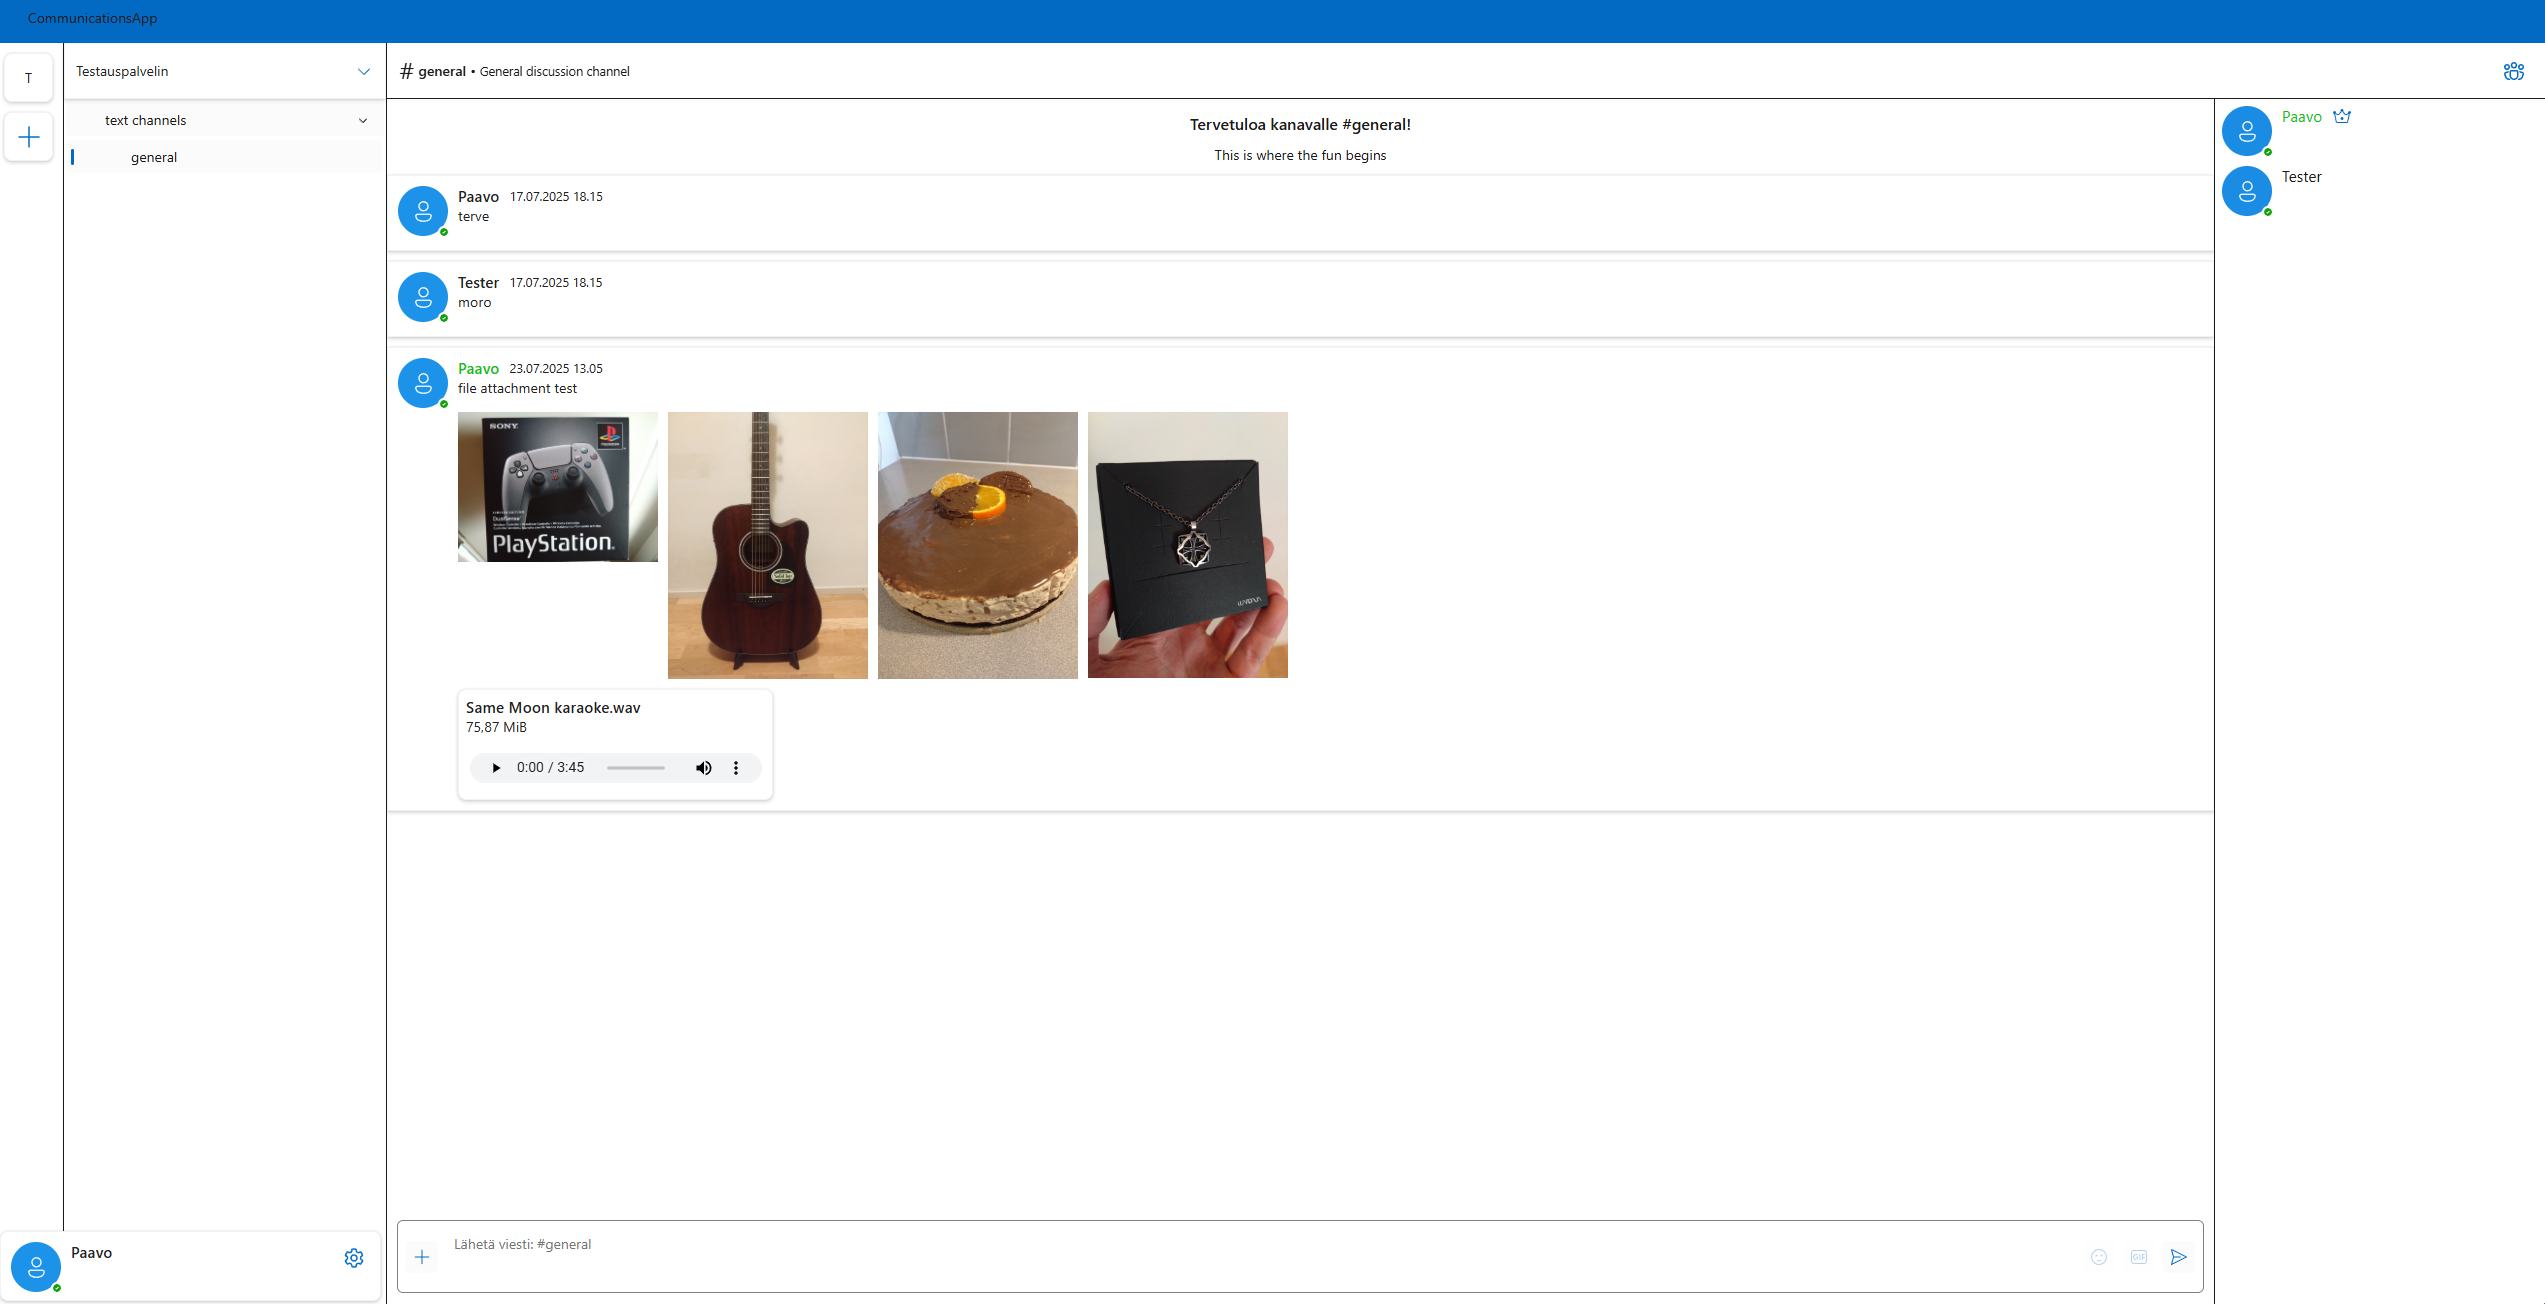 CommunicationsApp
T
Testauspalvelin
text channels
general
# general • General discussion channel
Tervetuloa kanavalle #general!
This is where the fun begins
Paavo 17.07.2025 18.15
terve
Tester 17.07.2025 18.15
moro
Paavo 23.07.2025 13.05
file attachment test
SONY
DualSense
PlayStation
Same Moon karaoke.wav
75,87 MiB
0:00 / 3:45
Paavo
Tester
Paavo
Lähetä viesti: #general
GIF